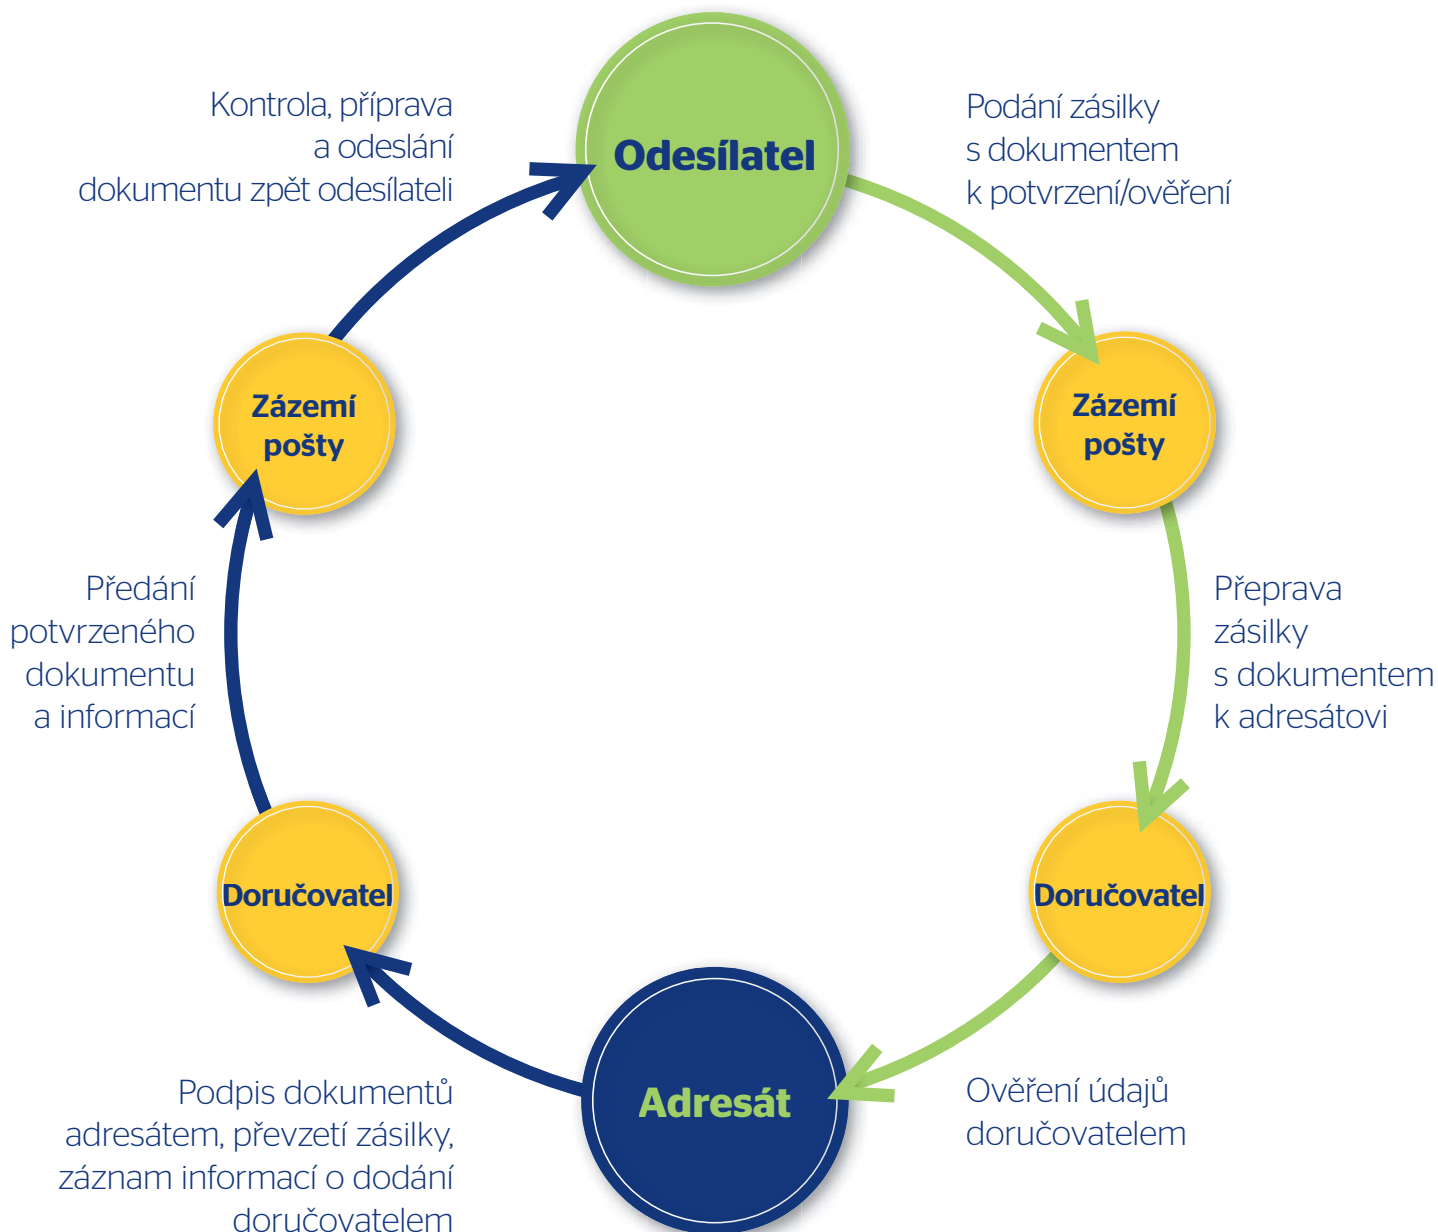 Odesílatel
Podání zásilky
s dokumentem
k potvrzení/ověření
Zázemí
pošty
Přeprava
zásilky
s dokumentem
k adresátovi
Doručovatel
Ověření údajů
doručovatelem
Adresát
Podpis dokumentů
adresátem, převzetí zásilky,
záznam informací o dodání
doručovatelem
Doručovatel
Předání
potvrzeného
dokumentu
a informací
Zázemí
pošty
Kontrola, příprava
a odeslání
dokumentu zpět odesílateli